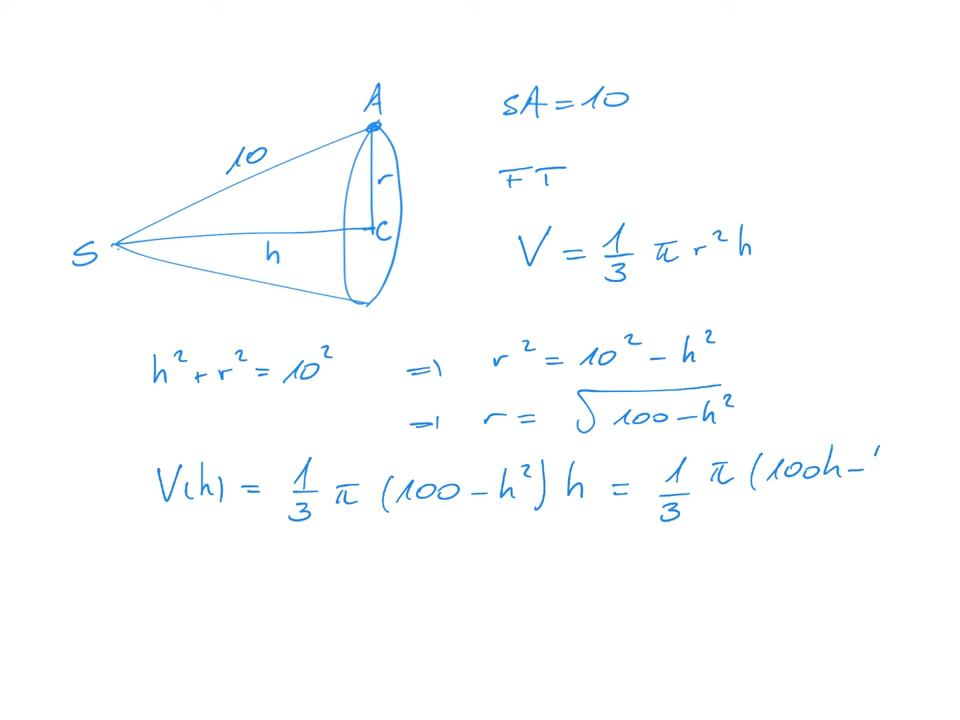 A
SA = 10
10
r
C
S
h
V = 1/3 π r² h
h² + r² = 10² ⇒ r² = 10² − h²
⇒ r = √(100 − h²)
V(h) = 1/3 π (100 − h²) h = 1/3 π (100h −